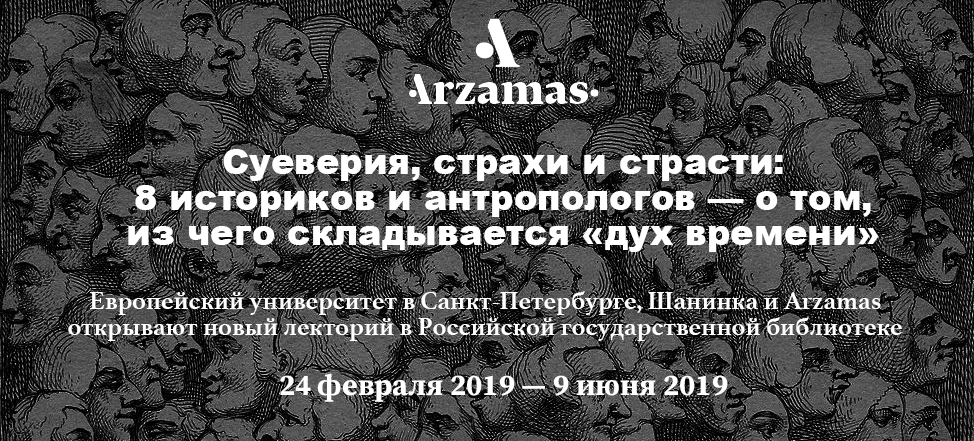 A
Arzamas
Суеверия, страхи и страсти:
8 историков и антропологов — о том,
из чего складывается «дух времени»
Европейский университет в Санкт-Петербурге, Шанинка и Arzamas
открывают новый лекторий в Российской государственной библиотеке
24 февраля 2019 — 9 июня 2019